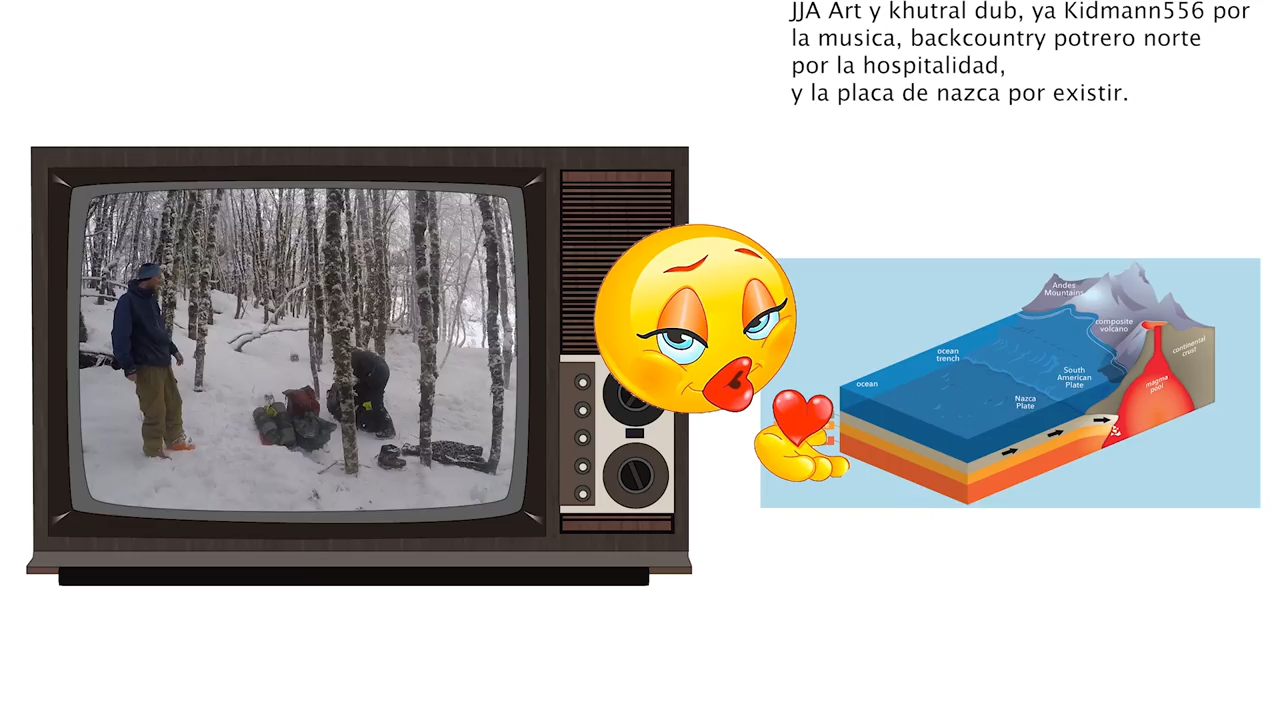 JJA Art y khutral dub, ya Kidmann556 por
la musica, backcountry potrero norte
por la hospitalidad,
y la placa de nazca por existir.
Andes
Mountains
composite
volcano
continental
crust
ocean
trench
South
American
Plate
magma
pool
ocean
Nazca
Plate